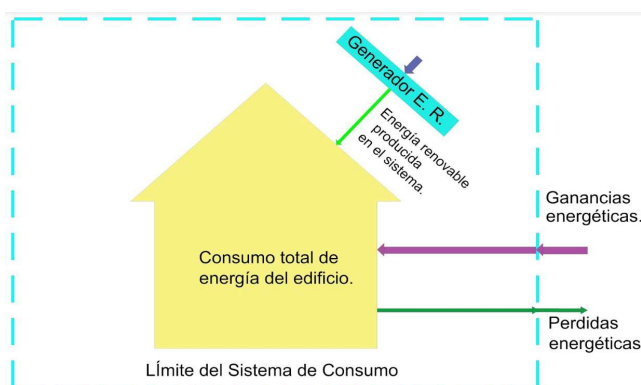 Generador E. R.
Energía renovable
producida
en el sistema.
Ganancias
energéticas.
Consumo total de
energía del edificio.
Perdidas
energéticas
LÍmite del Sistema de Consumo